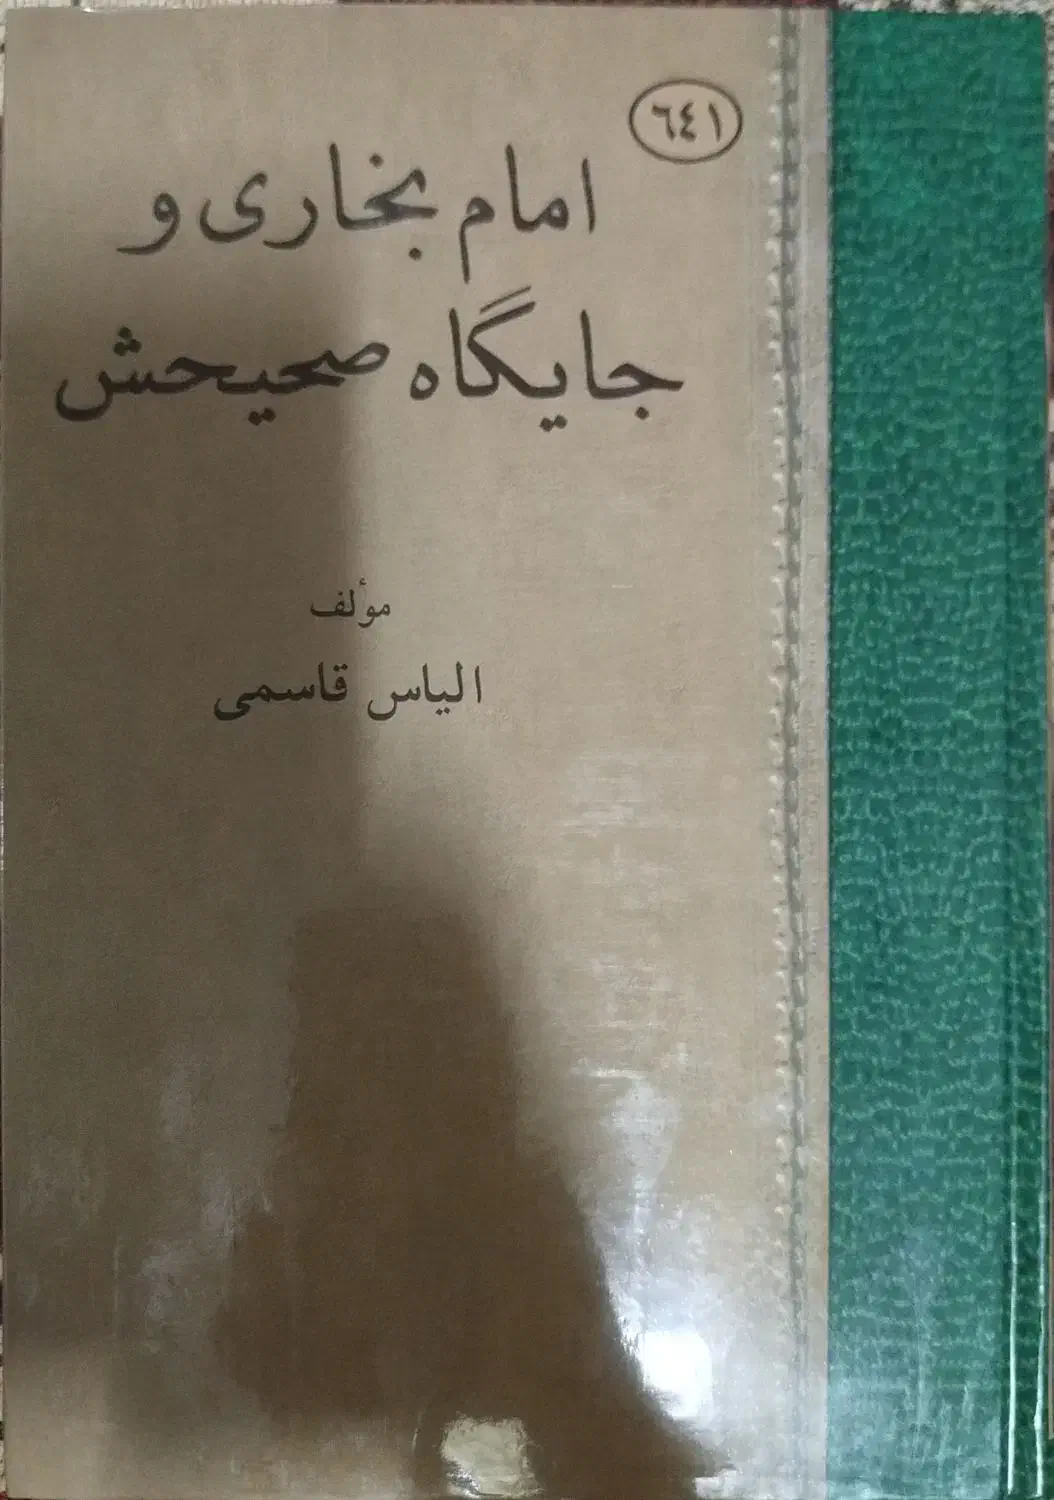 ٦٤١
امام بخاری و
جایگاه صحیحش
مؤلف
الیاس قاسمی